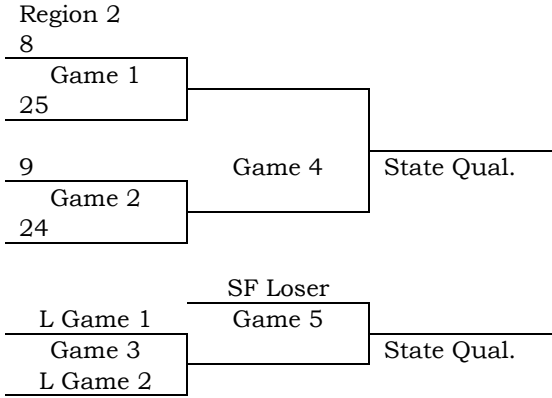 Region 2
8
Game 1
25
9
Game 4
State Qual.
Game 2
24
SF Loser
L Game 1
Game 5
Game 3
State Qual.
L Game 2